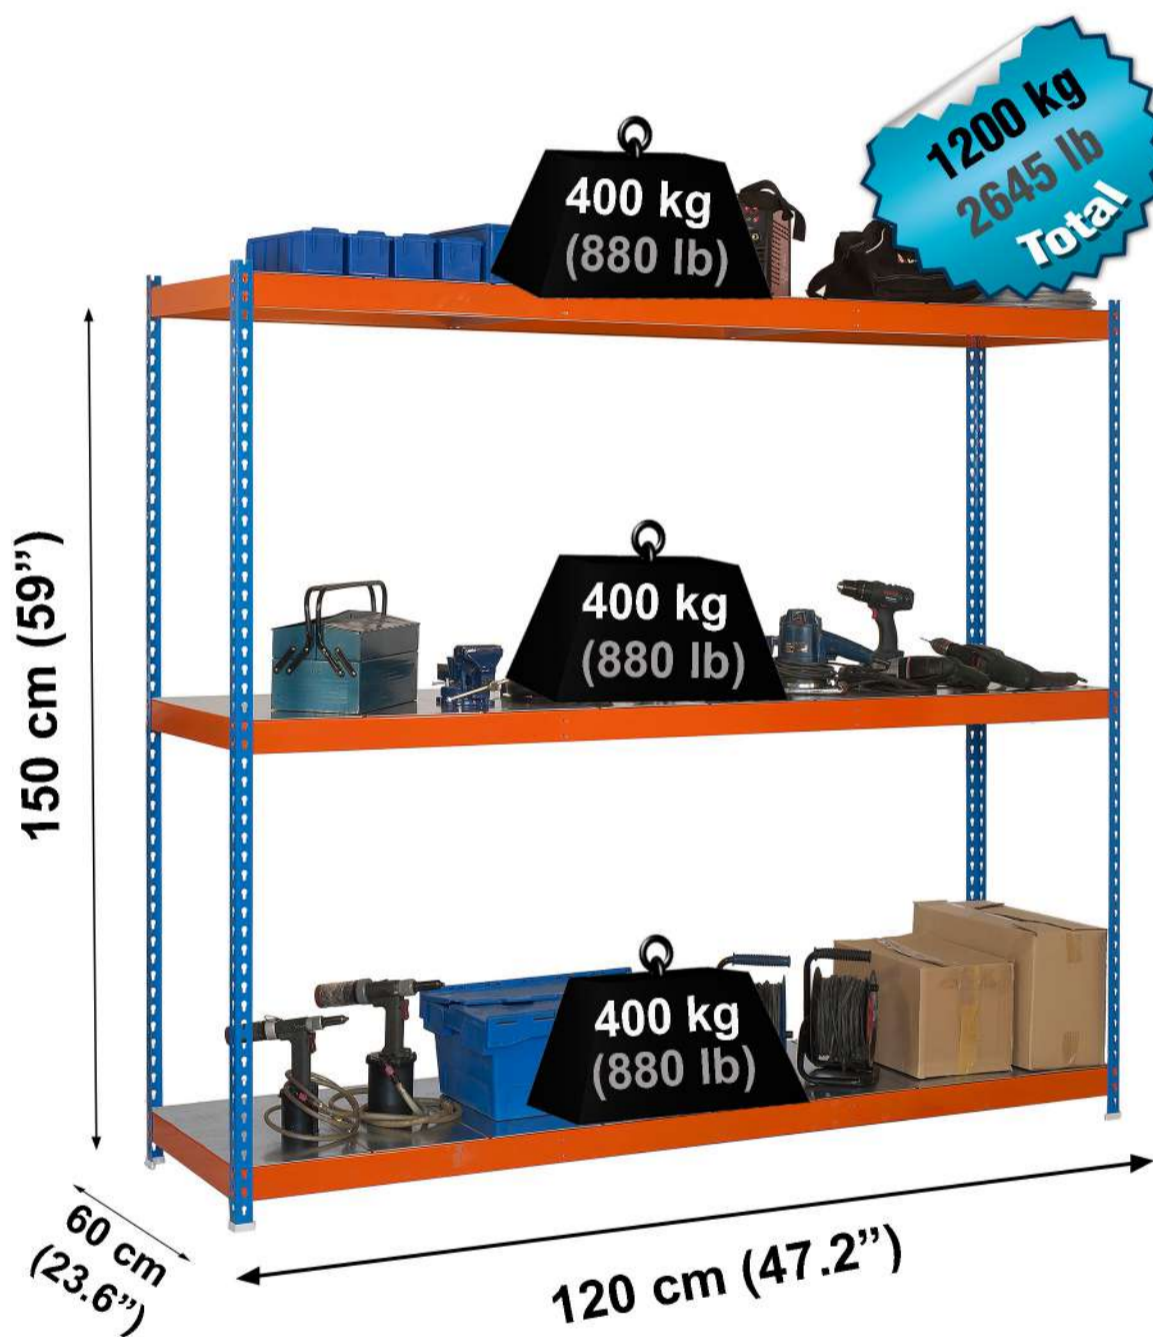 1200 kg
2645 lb
Total
400 kg
(880 lb)
400 kg
(880 lb)
400 kg
(880 lb)
150 cm (59”)
60 cm
(23.6”)
120 cm (47.2”)